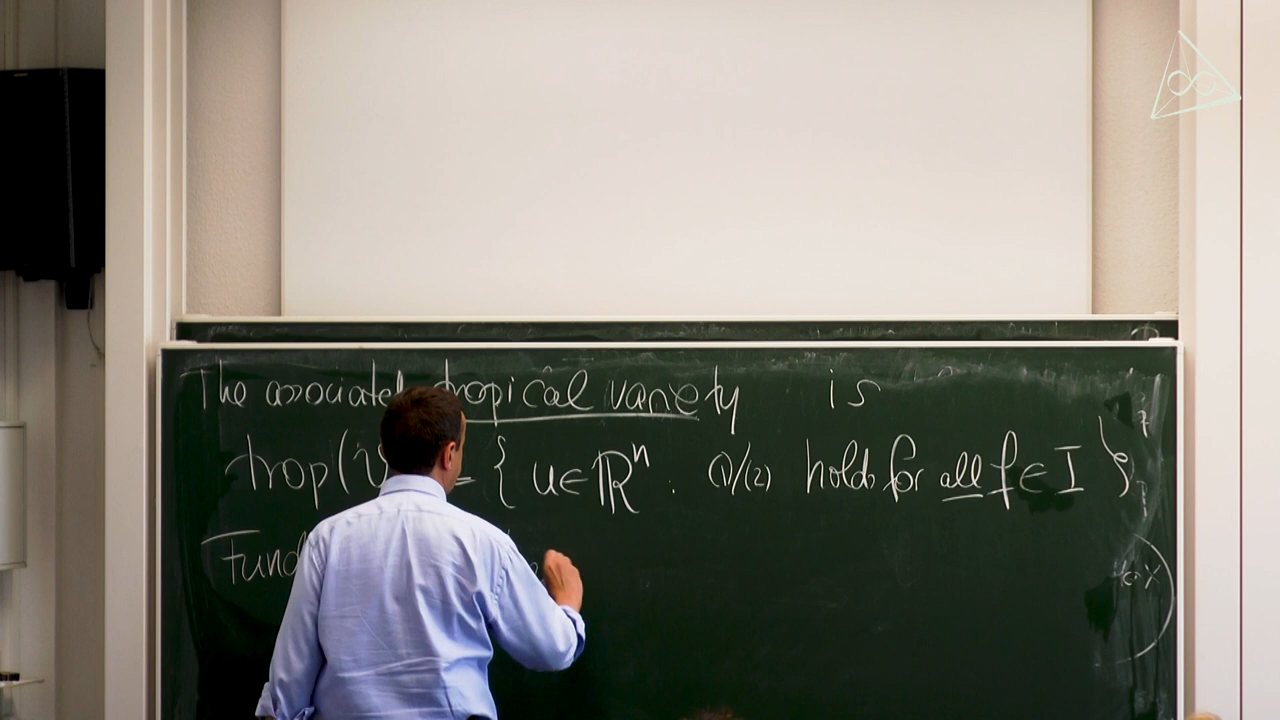 The associated tropical variety is
trop(V = { u ∈ ℝⁿ : (1)/(2) holds for all f ∈ I }
Fund